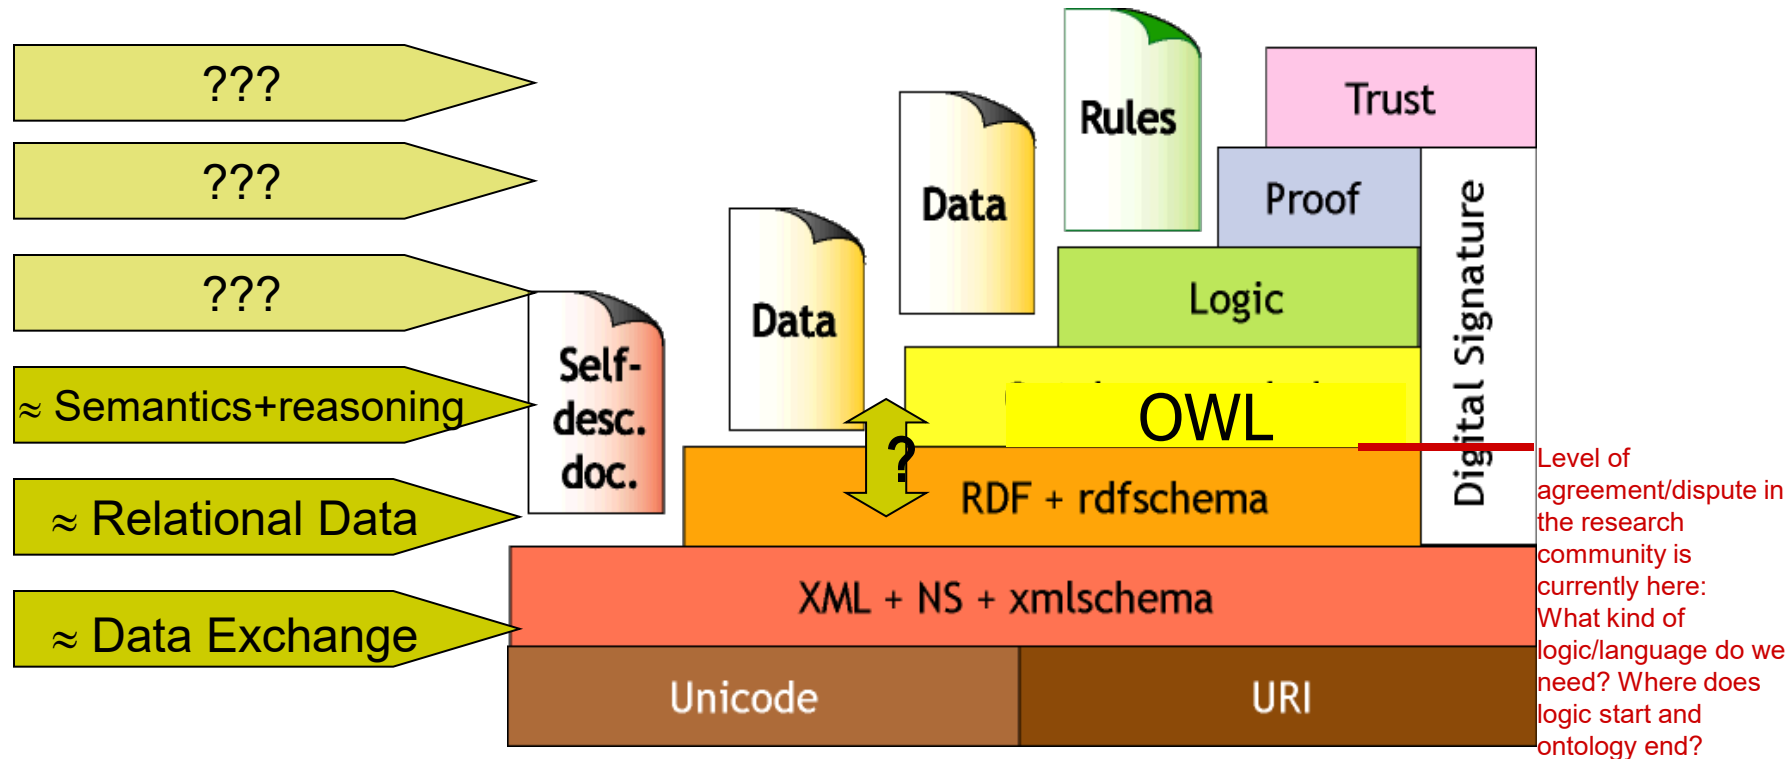 ???
???
???
≈ Semantics+reasoning
≈ Relational Data
≈ Data Exchange
Self-
desc.
doc.
Data
Data
Rules
Trust
Proof
Logic
Digital Signature
OWL
?
RDF + rdfschema
XML + NS + xmlschema
Unicode
URI
Level of
agreement/dispute in
the research
community is
currently here:
What kind of
logic/language do we
need? Where does
logic start and
ontology end?